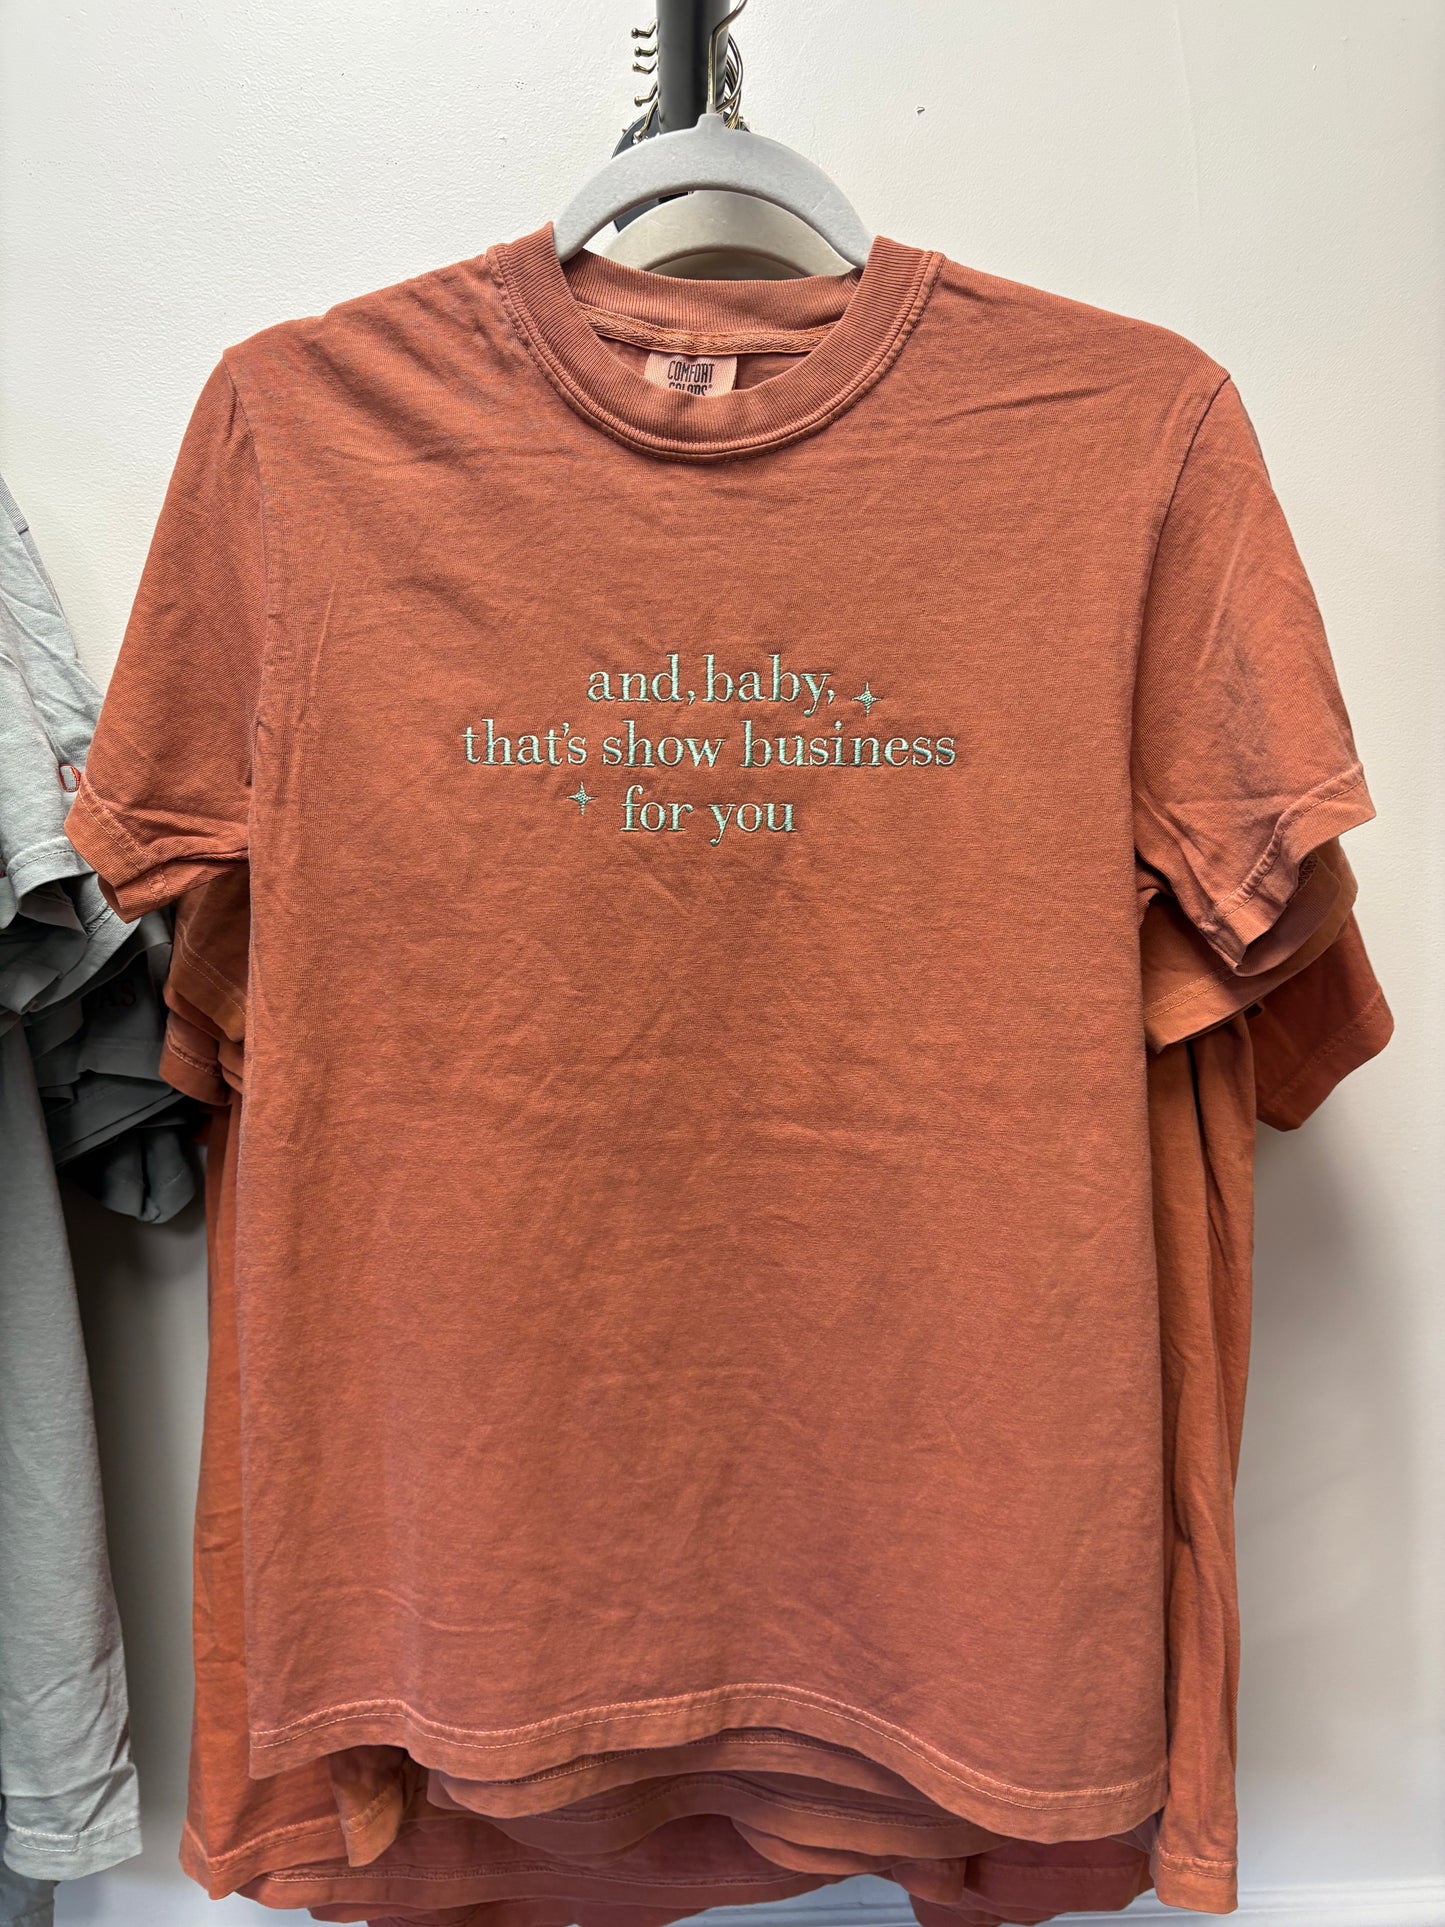 COMFORT
COLORS
and, baby,
that's show business
for you